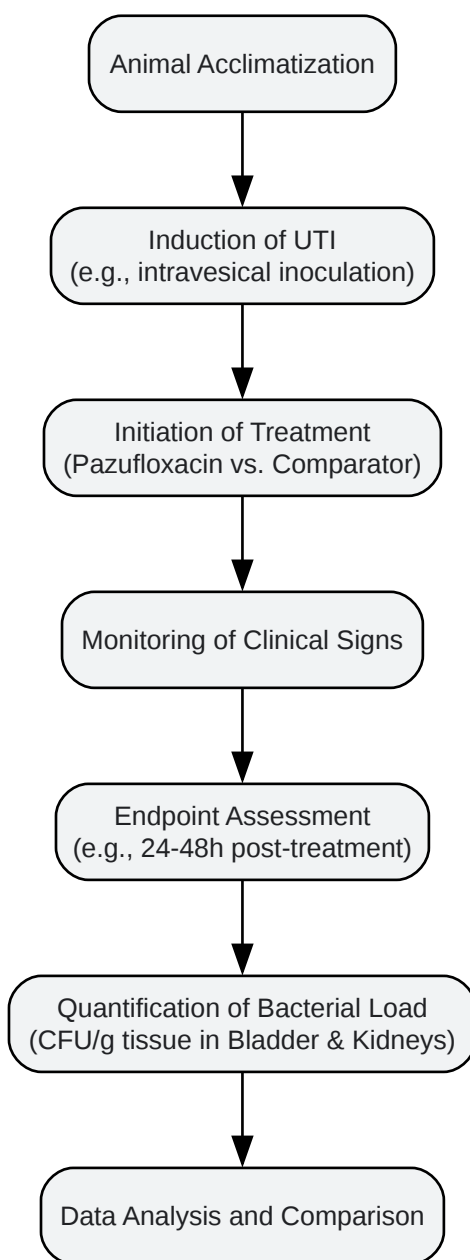 Animal Acclimatization
Induction of UTI
(e.g., intravesical inoculation)
Initiation of Treatment
(Pazufloxacin vs. Comparator)
Monitoring of Clinical Signs
Endpoint Assessment
(e.g., 24-48h post-treatment)
Quantification of Bacterial Load
(CFU/g tissue in Bladder & Kidneys)
Data Analysis and Comparison